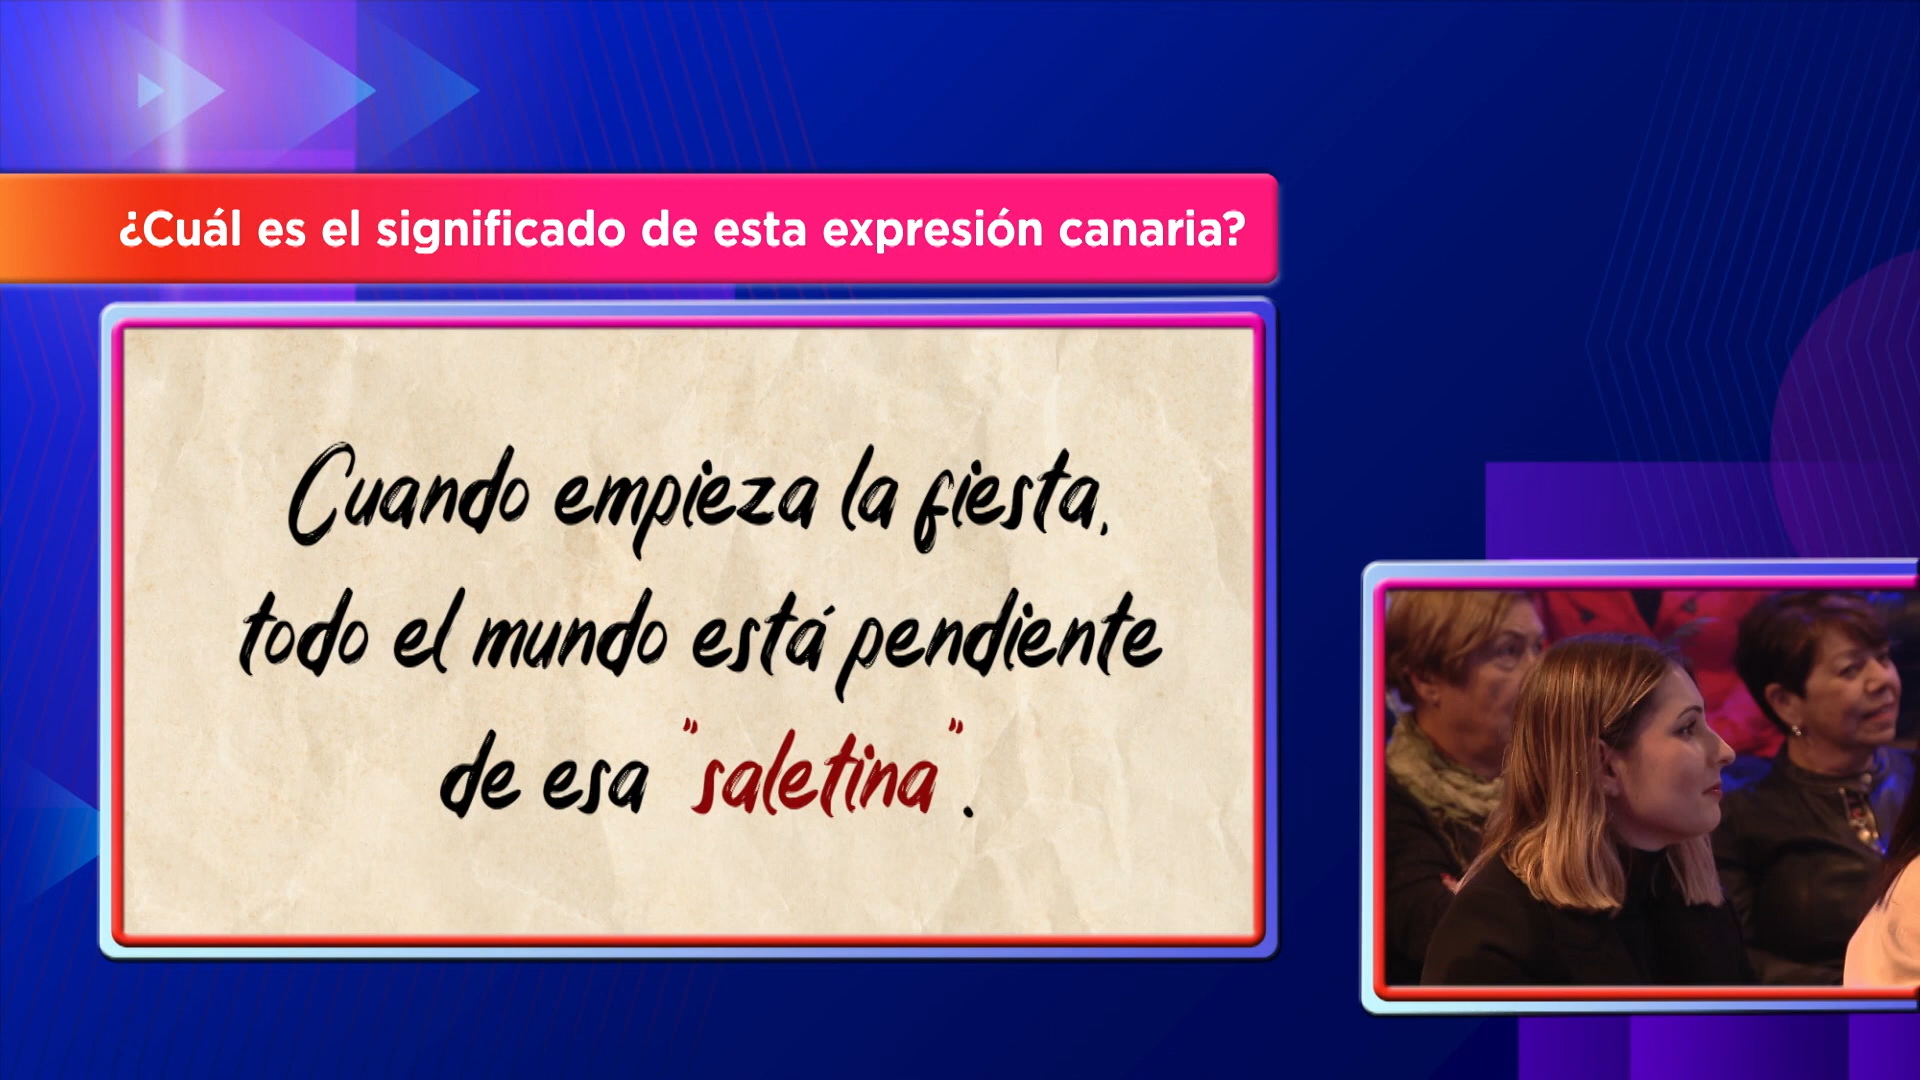 ¿Cuál es el significado de esta expresión canaria?
Cuando empieza la fiesta,
todo el mundo está pendiente
de esa "saletina".